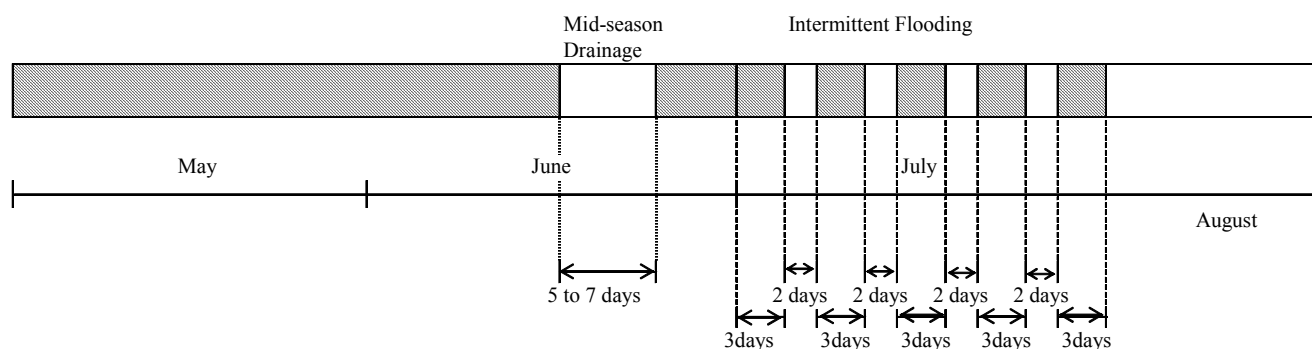 Mid-season
Drainage
Intermittent Flooding
May
June
July
August
5 to 7 days
2 days
2 days
2 days
2 days
3days
3days
3days
3days
3days